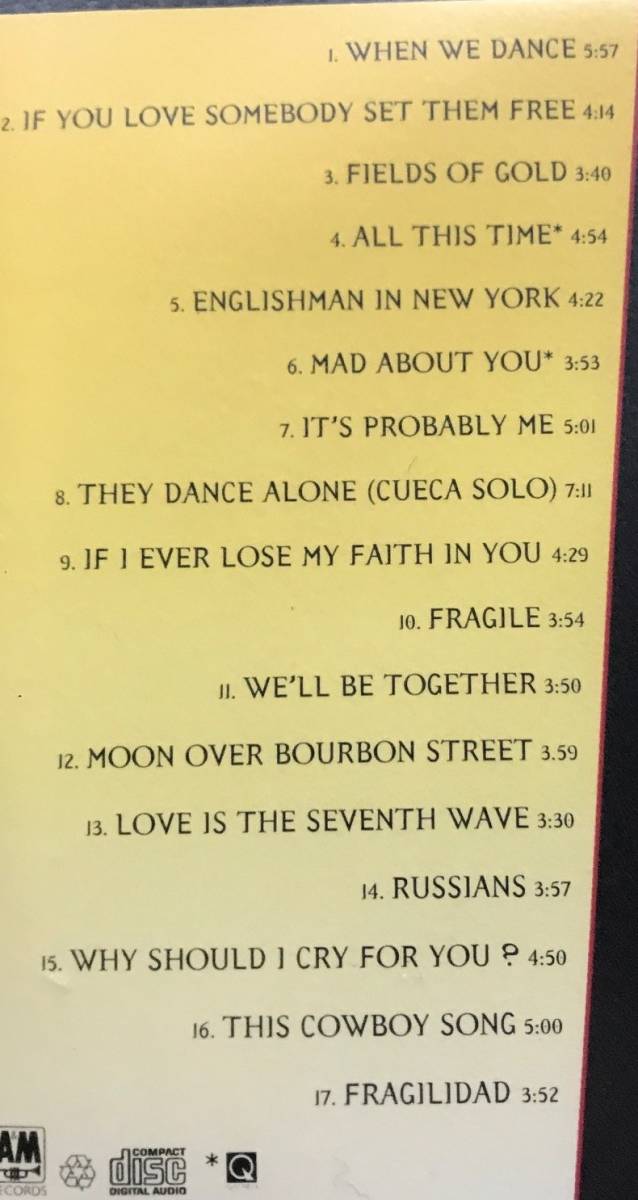 1. WHEN WE DANCE 5:57
2. IF YOU LOVE SOMEBODY SET THEM FREE 4:14
3. FIELDS OF GOLD 3:40
4. ALL THIS TIME* 4:54
5. ENGLISHMAN IN NEW YORK 4:22
6. MAD ABOUT YOU* 3:53
7. IT'S PROBABLY ME 5:01
8. THEY DANCE ALONE (CUECA SOLO) 7:11
9. IF I EVER LOSE MY FAITH IN YOU 4:29
10. FRAGILE 3:54
11. WE'LL BE TOGETHER 3:50
12. MOON OVER BOURBON STREET 3.59
13. LOVE IS THE SEVENTH WAVE 3:30
14. RUSSIANS 3:57
15. WHY SHOULD I CRY FOR YOU ? 4:50
16. THIS COWBOY SONG 5:00
17. FRAGILIDAD 3:52
AM
ECORDS
COMPACT
disc
DIGITAL AUDIO
* Q